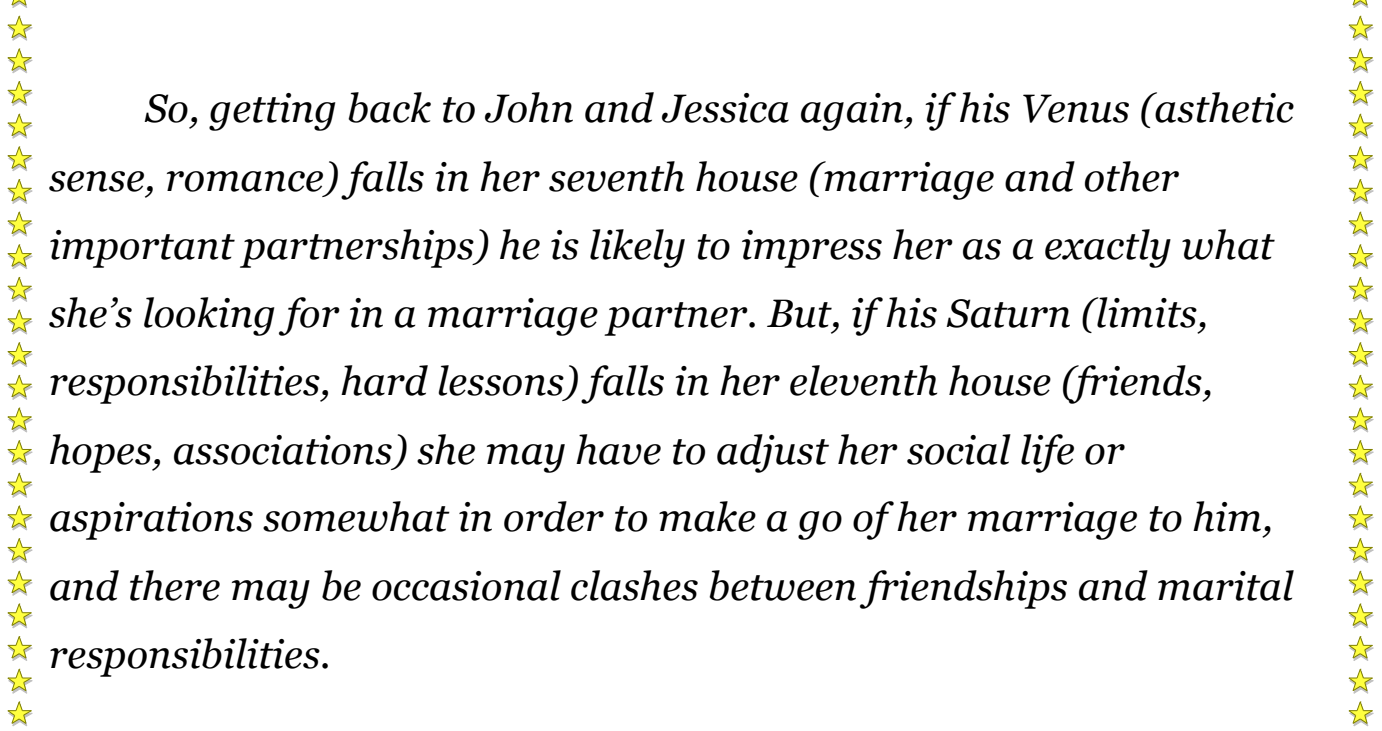 So, getting back to John and Jessica again, if his Venus (asthetic
sense, romance) falls in her seventh house (marriage and other
important partnerships) he is likely to impress her as a exactly what
she’s looking for in a marriage partner. But, if his Saturn (limits,
responsibilities, hard lessons) falls in her eleventh house (friends,
hopes, associations) she may have to adjust her social life or
aspirations somewhat in order to make a go of her marriage to him,
and there may be occasional clashes between friendships and marital
responsibilities.